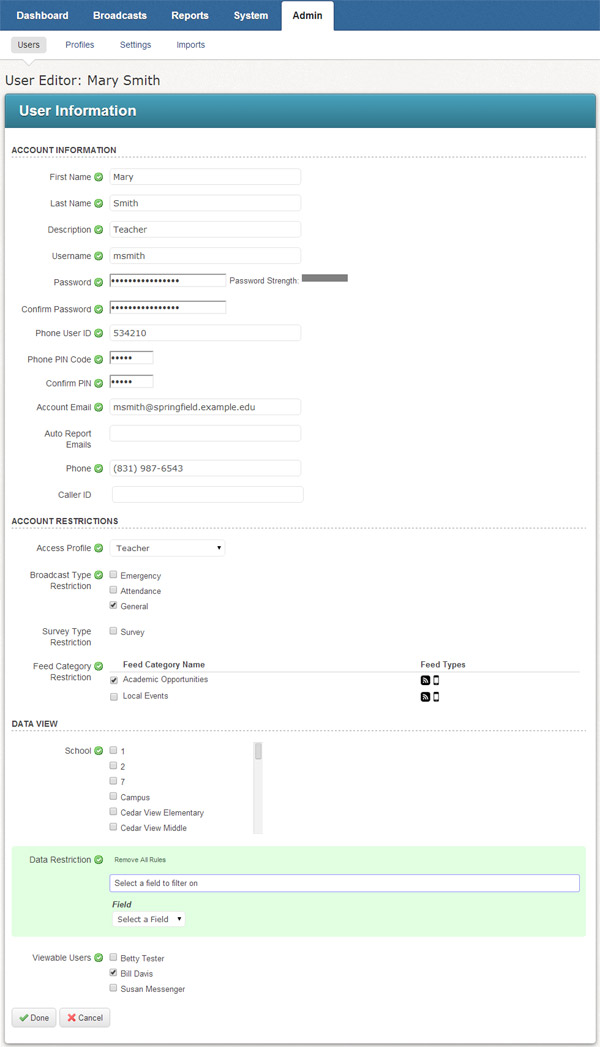 Dashboard Broadcasts Reports System Admin
Users Profiles Settings Imports
User Editor: Mary Smith
User Information
ACCOUNT INFORMATION
First Name Mary
Last Name Smith
Description Teacher
Username msmith
Password •••••••••••••••• Password Strength:
Confirm Password ••••••••••••••••
Phone User ID 534210
Phone PIN Code •••••
Confirm PIN •••••
Account Email msmith@springfield.example.edu
Auto Report
Emails
Phone (831) 987-6543
Caller ID
ACCOUNT RESTRICTIONS
Access Profile Teacher
Broadcast Type
Restriction
Emergency
Attendance
General
Survey Type
Restriction
Survey
Feed Category
Restriction
Feed Category Name Feed Types
Academic Opportunities
Local Events
DATA VIEW
School 1
2
7
Campus
Cedar View Elementary
Cedar View Middle
Data Restriction Remove All Rules
Select a field to filter on
Field
Select a Field
Viewable Users Betty Tester
Bill Davis
Susan Messenger
Done Cancel